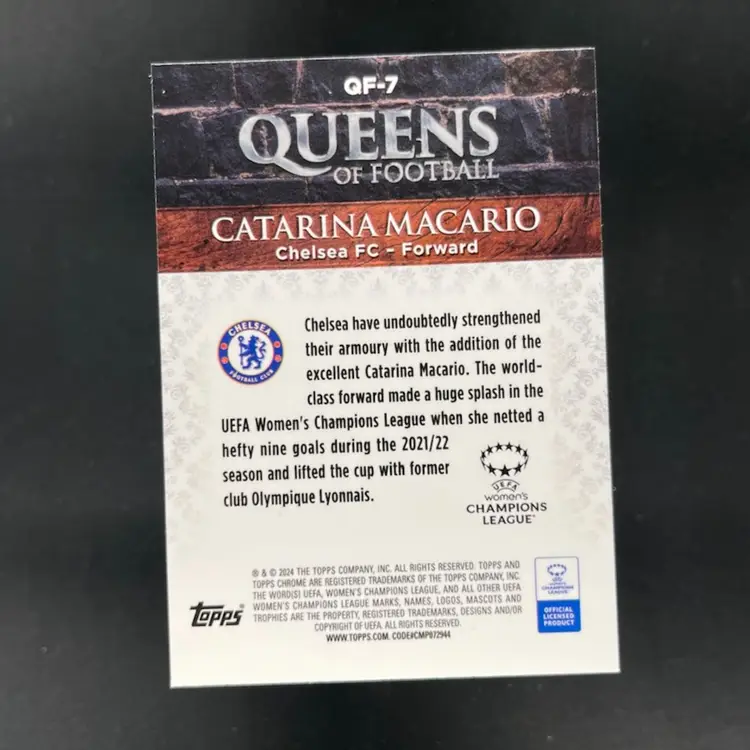 QF-7
QUEENS
OF FOOTBALL
CATARINA MACARIO
Chelsea FC – Forward
CHELSEA
FOOTBALL CLUB
Chelsea have undoubtedly strengthened
their armoury with the addition of the
excellent Catarina Macario. The world-
class forward made a huge splash in the
UEFA Women's Champions League when she netted a
hefty nine goals during the 2021/22
season and lifted the cup with former
club Olympique Lyonnais.
UEFA
women's
CHAMPIONS
LEAGUE™
® & © 2024 THE TOPPS COMPANY, INC. ALL RIGHTS RESERVED. TOPPS AND
TOPPS CHROME ARE REGISTERED TRADEMARKS OF THE TOPPS COMPANY, INC.
THE WORD(S) UEFA, WOMEN'S CHAMPIONS LEAGUE, AND ALL OTHER UEFA
WOMEN'S CHAMPIONS LEAGUE MARKS, NAMES, LOGOS, MASCOTS AND
TROPHIES ARE THE PROPERTY, REGISTERED TRADEMARKS, DESIGNS AND/OR
COPYRIGHT OF UEFA. ALL RIGHTS RESERVED.
WWW.TOPPS.COM. CODE#CMP072944
Topps®
CHAMPIONS
LEAGUE
OFFICIAL
LICENSED
PRODUCT